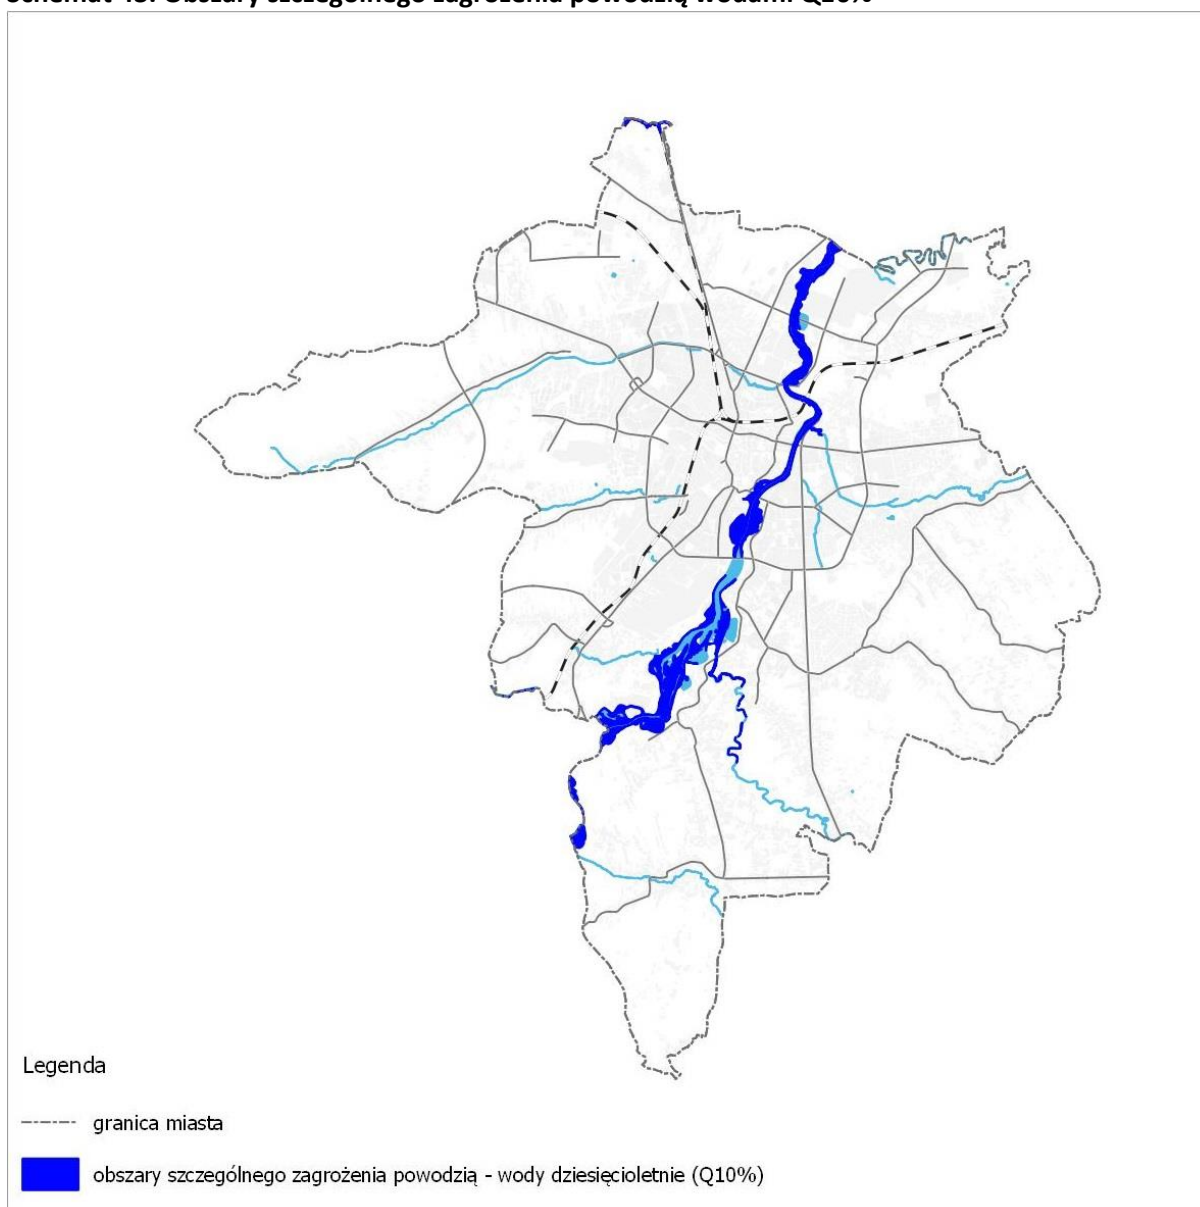 Legenda
granica miasta
obszary szczególnego zagrożenia powodzią - wody dziesięcioletnie (Q10%)